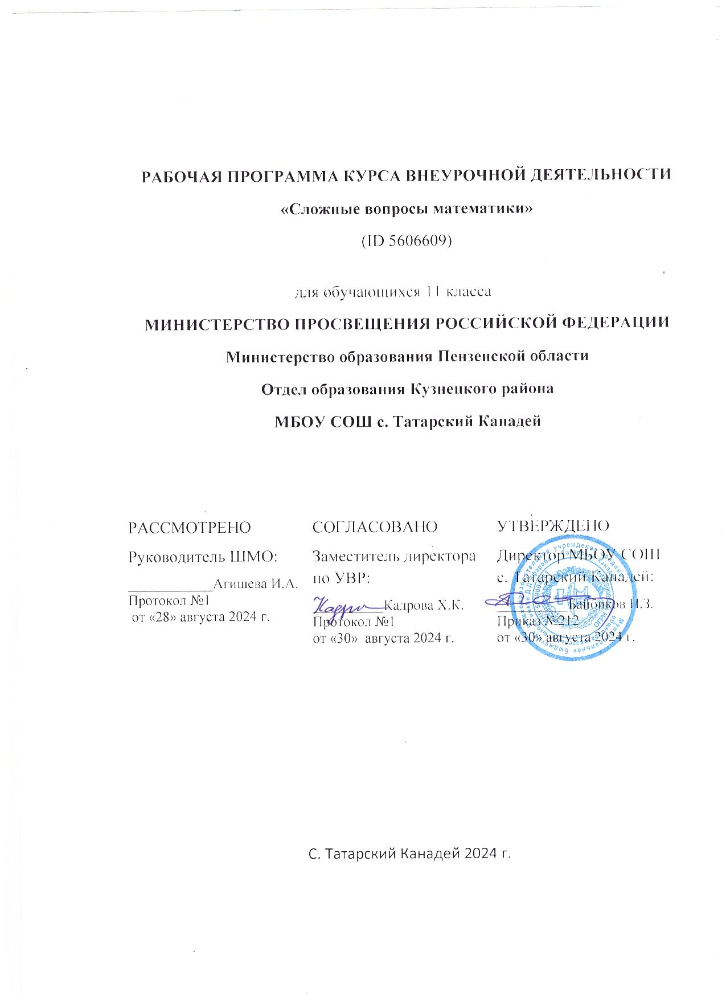 РАБОЧАЯ ПРОГРАММА КУРСА ВНЕУРОЧНОЙ ДЕЯТЕЛЬНОСТИ
«Сложные вопросы математики»
(ID 5606609)
для обучающихся 11 класса
МИНИСТЕРСТВО ПРОСВЕЩЕНИЯ РОССИЙСКОЙ ФЕДЕРАЦИИ
Министерство образования Пензенской области
Отдел образования Кузнецкого района
МБОУ СОШ с. Татарский Канадей
РАССМОТРЕНО
Руководитель ШМО:
___________Агишева И.А.
Протокол №1
от «28» августа 2024 г.
СОГЛАСОВАНО
Заместитель директора
по УВР:
_________Кадрова Х.К.
Протокол №1
от «30» августа 2024 г.
УТВЕРЖДЕНО
Директор МБОУ СОШ
с. Татарский Канадей:
_________Байбиков Н.З.
Приказ №212
от «30» августа 2024 г.
С. Татарский Канадей 2024 г.